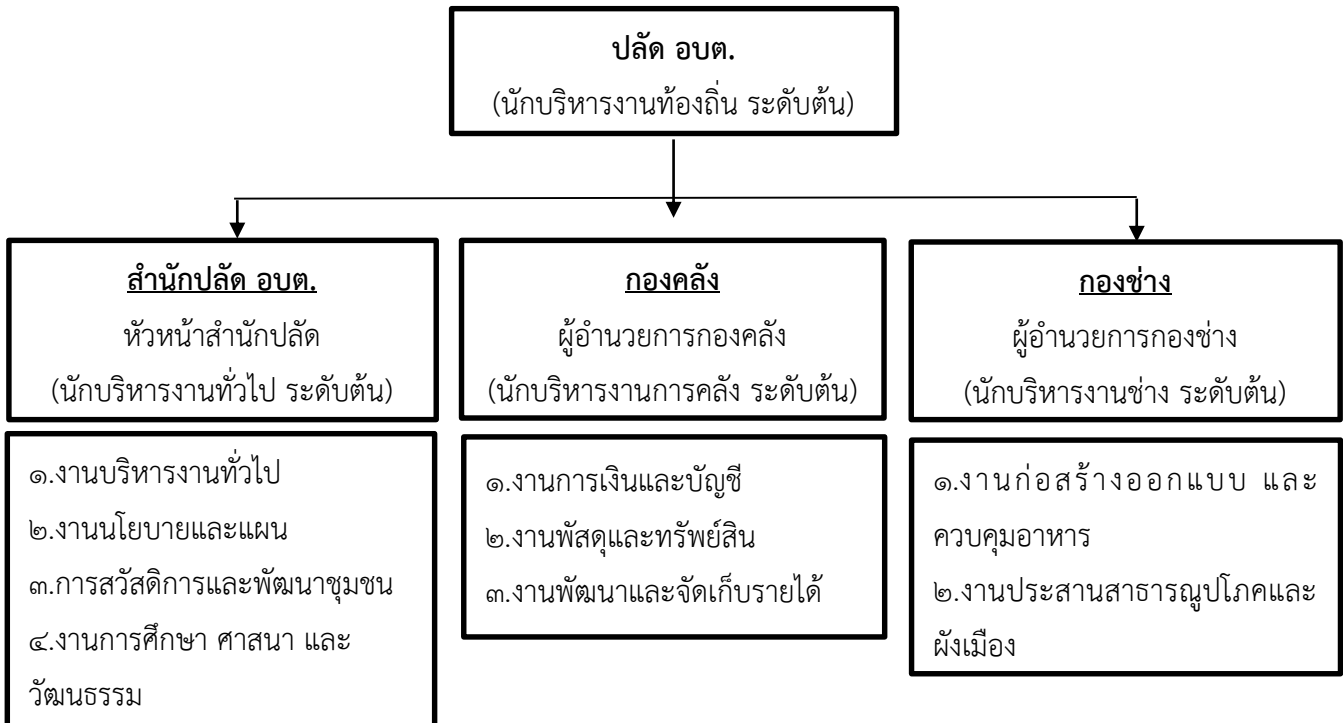 ปลัด อบต.
(นักบริหารงานท้องถิ่น ระดับต้น)
สำนักปลัด อบต.
หัวหน้าสำนักปลัด
(นักบริหารงานทั่วไป ระดับต้น)
กองคลัง
ผู้อำนวยการกองคลัง
(นักบริหารงานการคลัง ระดับต้น)
กองช่าง
ผู้อำนวยการกองช่าง
(นักบริหารงานช่าง ระดับต้น)
๑.งานบริหารงานทั่วไป
๒.งานนโยบายและแผน
๓.การสวัสดิการและพัฒนาชุมชน
๔.งานการศึกษา ศาสนา และ
วัฒนธรรม
๑.งานการเงินและบัญชี
๒.งานพัสดุและทรัพย์สิน
๓.งานพัฒนาและจัดเก็บรายได้
๑.งานก่อสร้างออกแบบ และ
ควบคุมอาหาร
๒.งานประสานสาธารณูปโภคและ
ผังเมือง